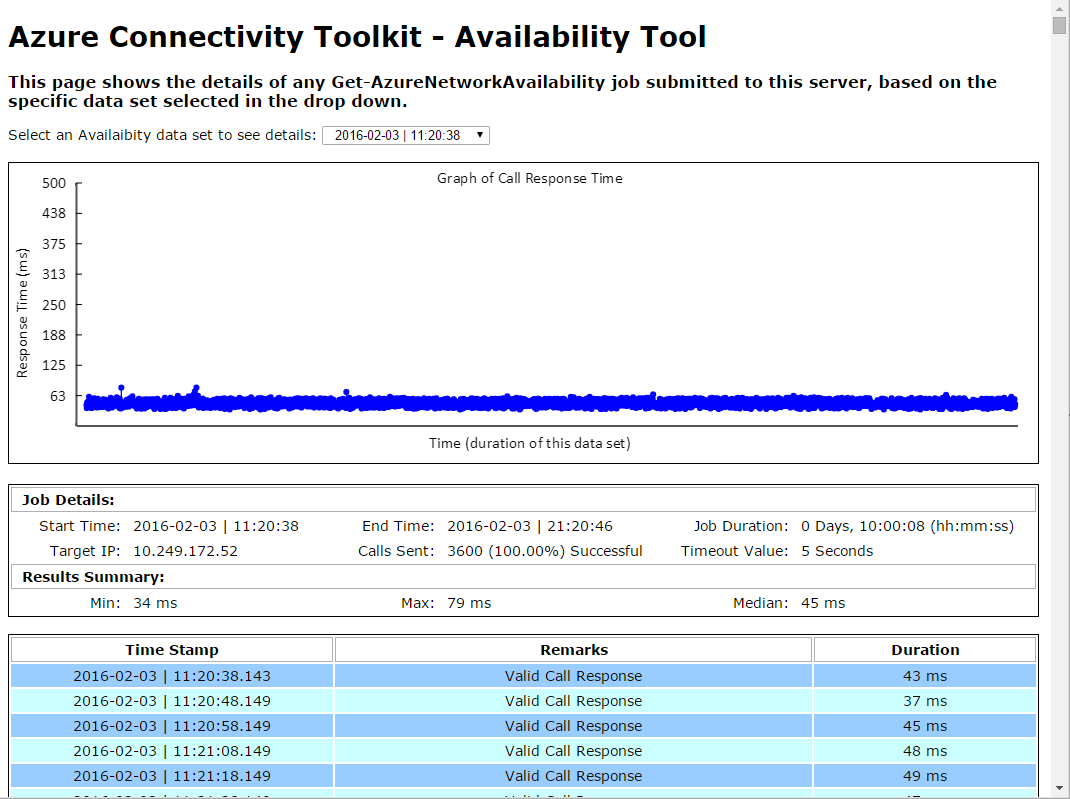 Azure Connectivity Toolkit - Availability Tool
This page shows the details of any Get-AzureNetworkAvailability job submitted to this server, based on the
specific data set selected in the drop down.
Select an Availaibity data set to see details: 2016-02-03 | 11:20:38
Graph of Call Response Time
500
438
375
313
250
188
125
63
Response Time (ms)
Time (duration of this data set)
Job Details:
Start Time: 2016-02-03 | 11:20:38 End Time: 2016-02-03 | 21:20:46 Job Duration: 0 Days, 10:00:08 (hh:mm:ss)
Target IP: 10.249.172.52 Calls Sent: 3600 (100.00%) Successful Timeout Value: 5 Seconds
Results Summary:
Min: 34 ms Max: 79 ms Median: 45 ms
Time Stamp Remarks Duration
2016-02-03 | 11:20:38.143 Valid Call Response 43 ms
2016-02-03 | 11:20:48.149 Valid Call Response 37 ms
2016-02-03 | 11:20:58.149 Valid Call Response 45 ms
2016-02-03 | 11:21:08.149 Valid Call Response 48 ms
2016-02-03 | 11:21:18.149 Valid Call Response 49 ms